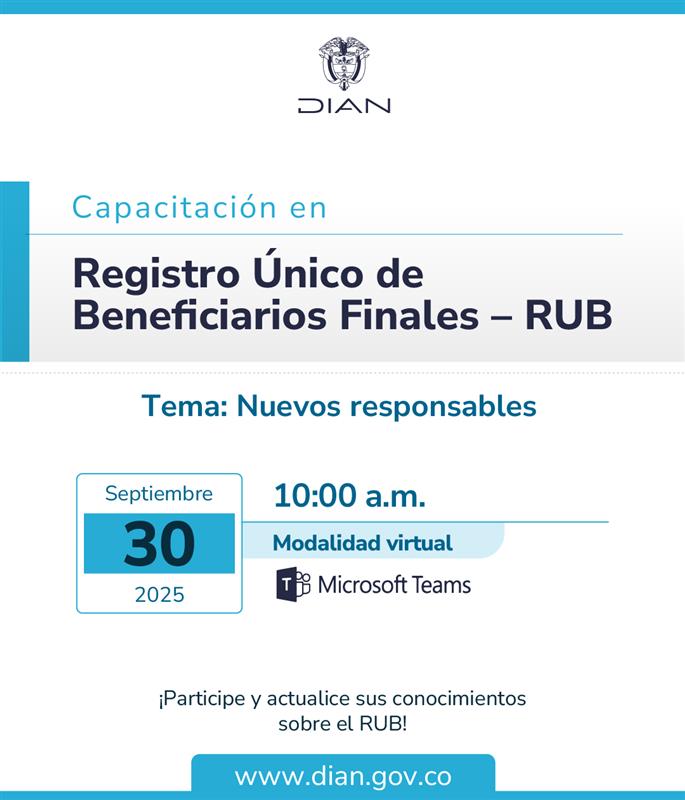 DIAN
Capacitación en
Registro Único de
Beneficiarios Finales – RUB
Tema: Nuevos responsables
Septiembre
30
2025
10:00 a.m.
Modalidad virtual
T Microsoft Teams
¡Participe y actualice sus conocimientos
sobre el RUB!
www.dian.gov.co